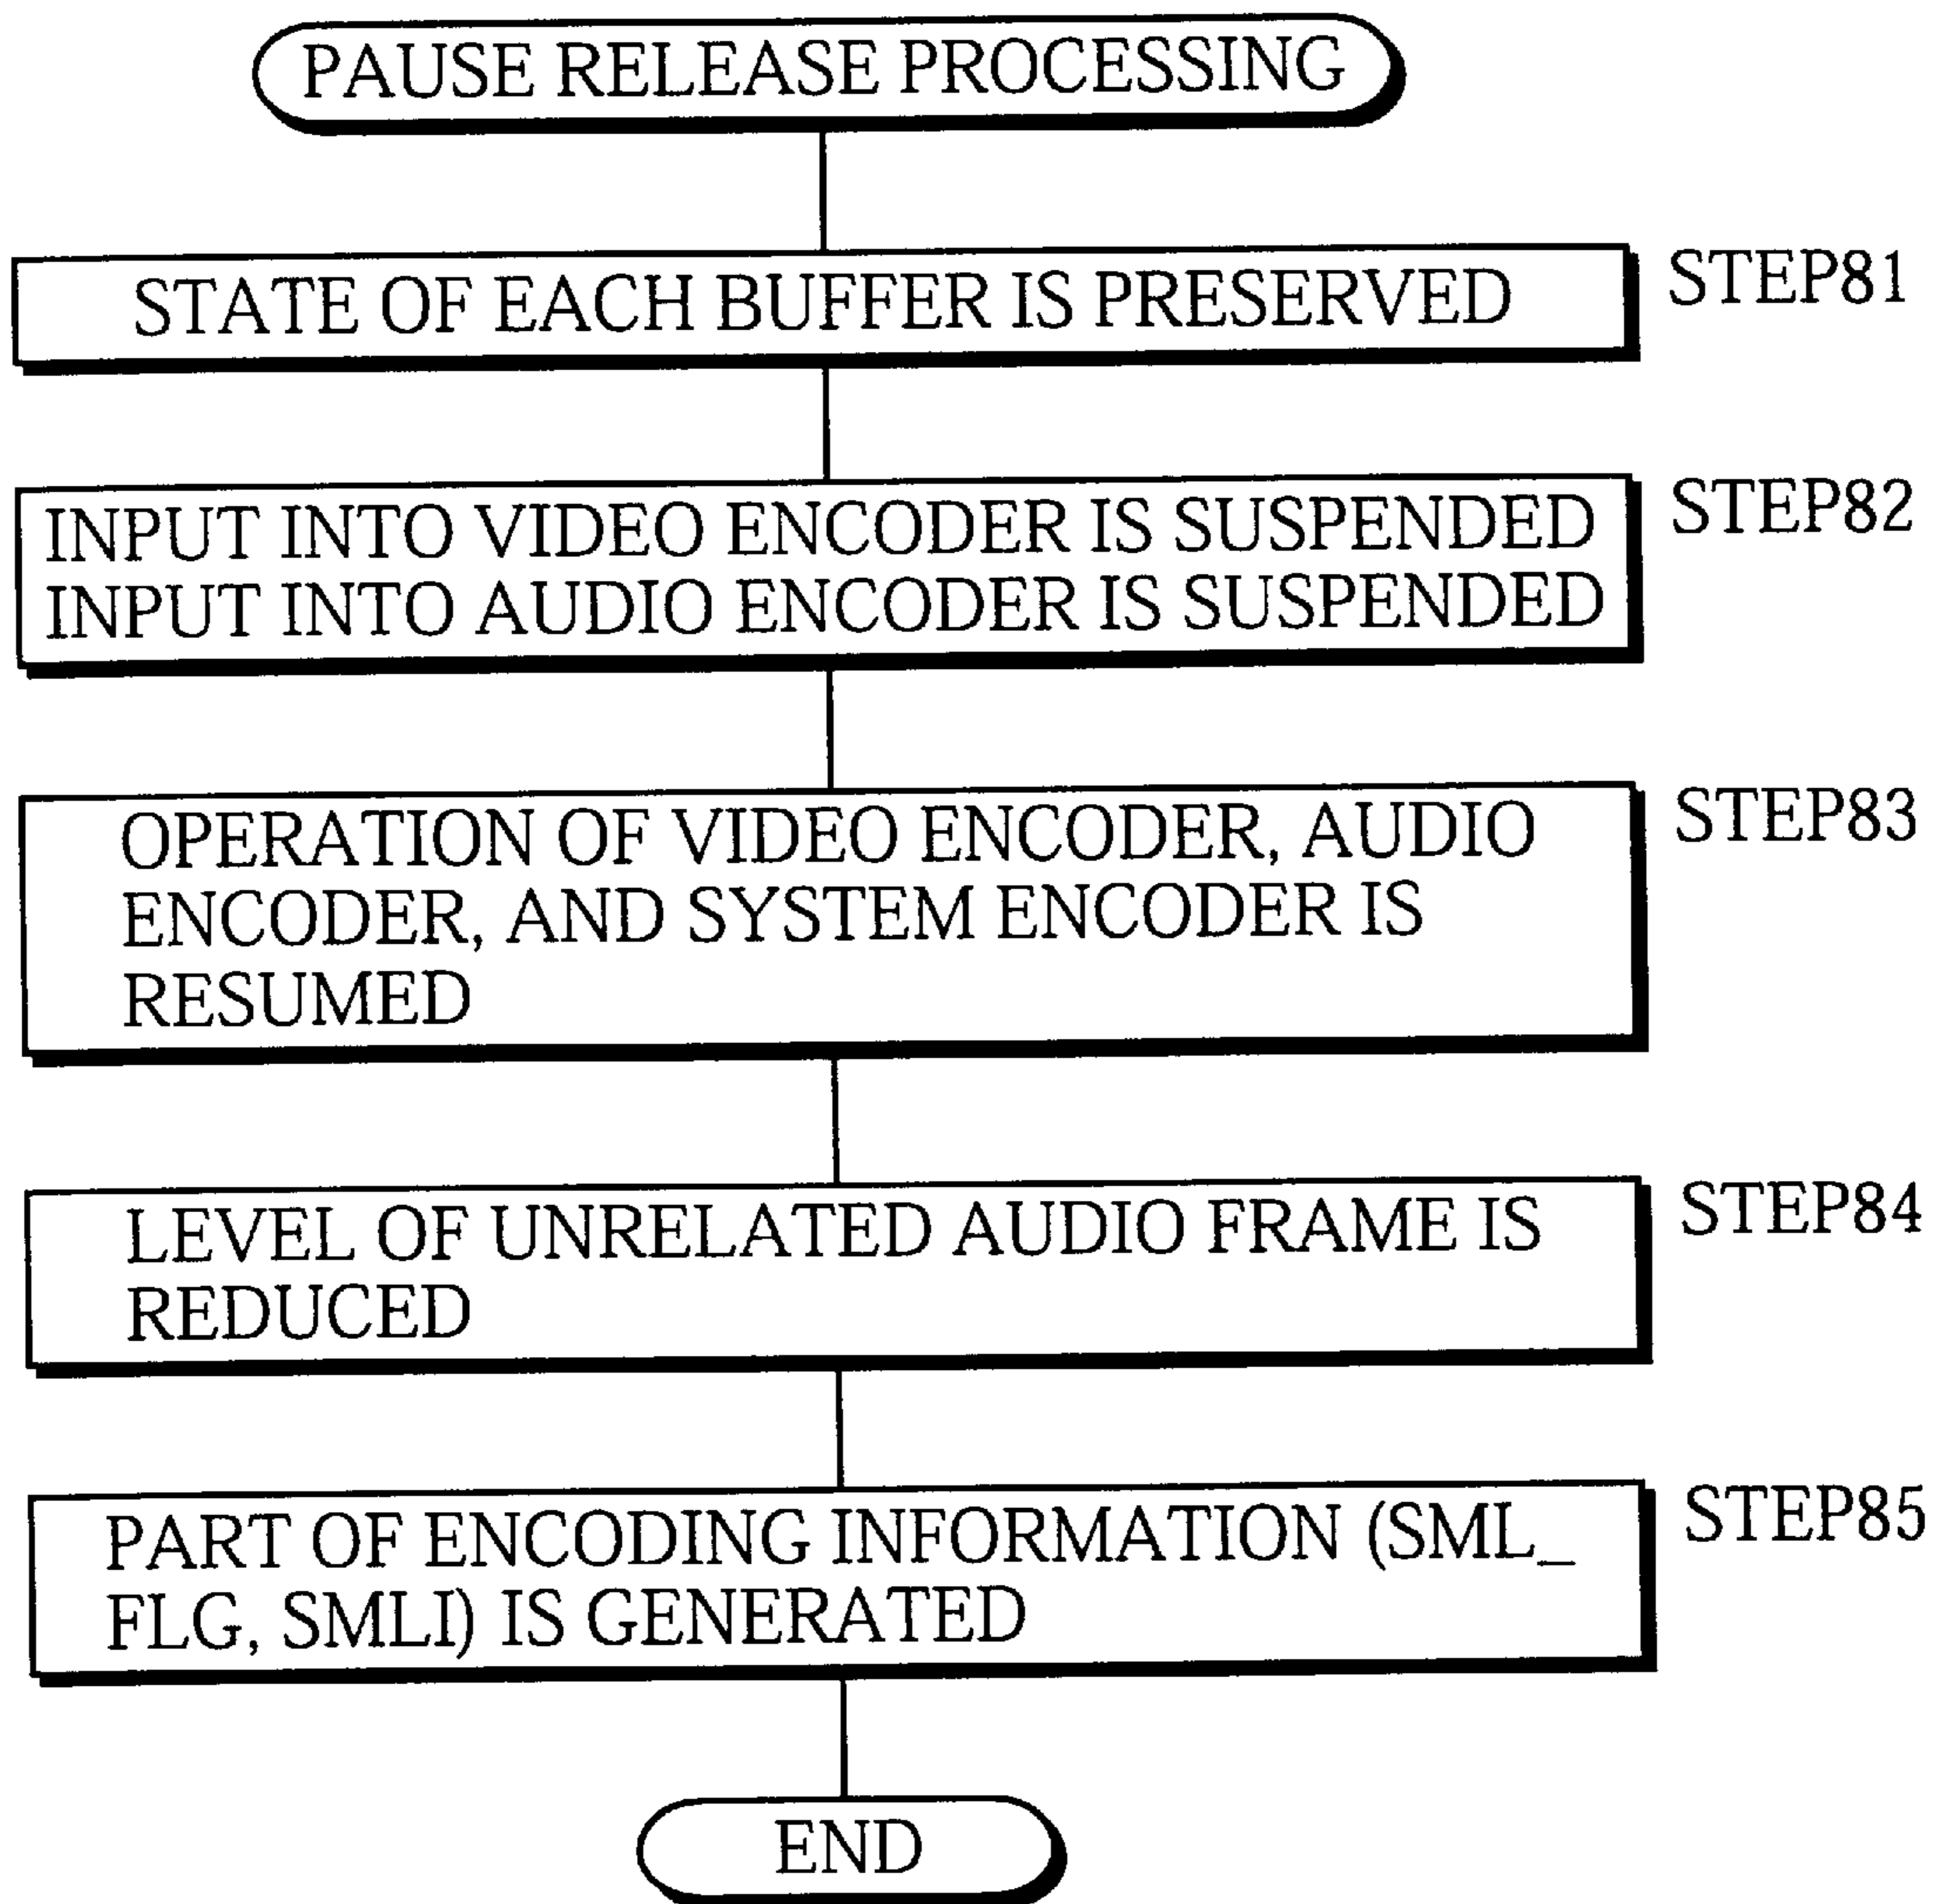 PAUSE RELEASE PROCESSING
STATE OF EACH BUFFER IS PRESERVED
STEP81
INPUT INTO VIDEO ENCODER IS SUSPENDED
INPUT INTO AUDIO ENCODER IS SUSPENDED
STEP82
OPERATION OF VIDEO ENCODER, AUDIO
ENCODER, AND SYSTEM ENCODER IS
RESUMED
STEP83
LEVEL OF UNRELATED AUDIO FRAME IS
REDUCED
STEP84
PART OF ENCODING INFORMATION (SML_
FLG, SMLI) IS GENERATED
STEP85
END